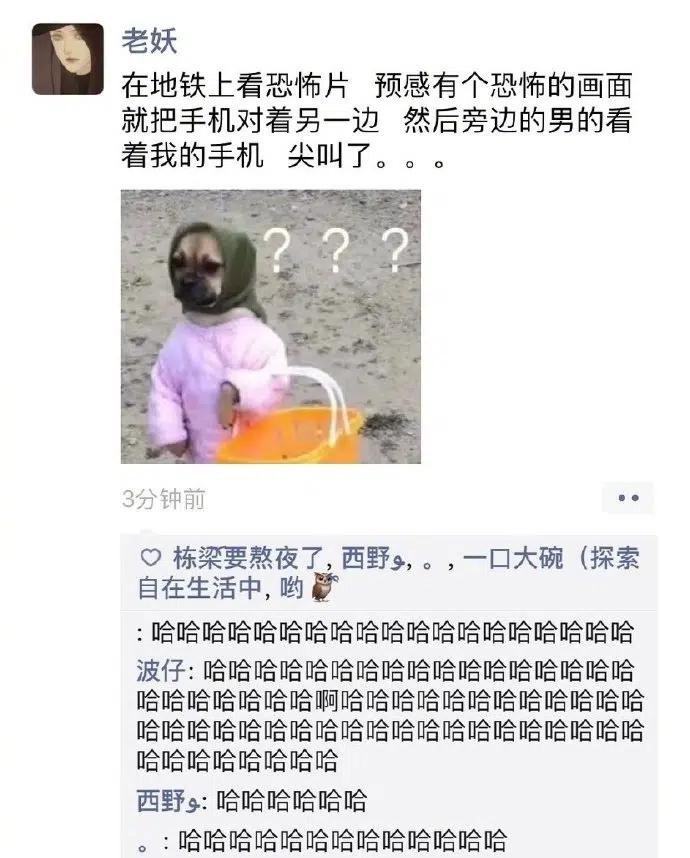 老妖
在地铁上看恐怖片 预感有个恐怖的画面
就把手机对着另一边 然后旁边的男的看
着我的手机 尖叫了。。。
? ? ?
3分钟前
栋梁要熬夜了, 西野و, 。, 一口大碗（探索
自在生活中, 哟🦉
: 哈哈哈哈哈哈哈哈哈哈哈哈哈哈哈哈哈哈哈
波仔: 哈哈哈哈哈哈哈哈哈哈哈哈哈哈哈哈哈
哈哈哈哈哈哈哈啊哈哈哈哈哈哈哈哈哈哈哈哈
哈哈哈哈哈哈哈哈哈哈哈哈哈哈哈哈哈哈哈哈
哈哈哈哈哈哈哈哈
西野و: 哈哈哈哈哈哈
。: 哈哈哈哈哈哈哈哈哈哈哈哈哈